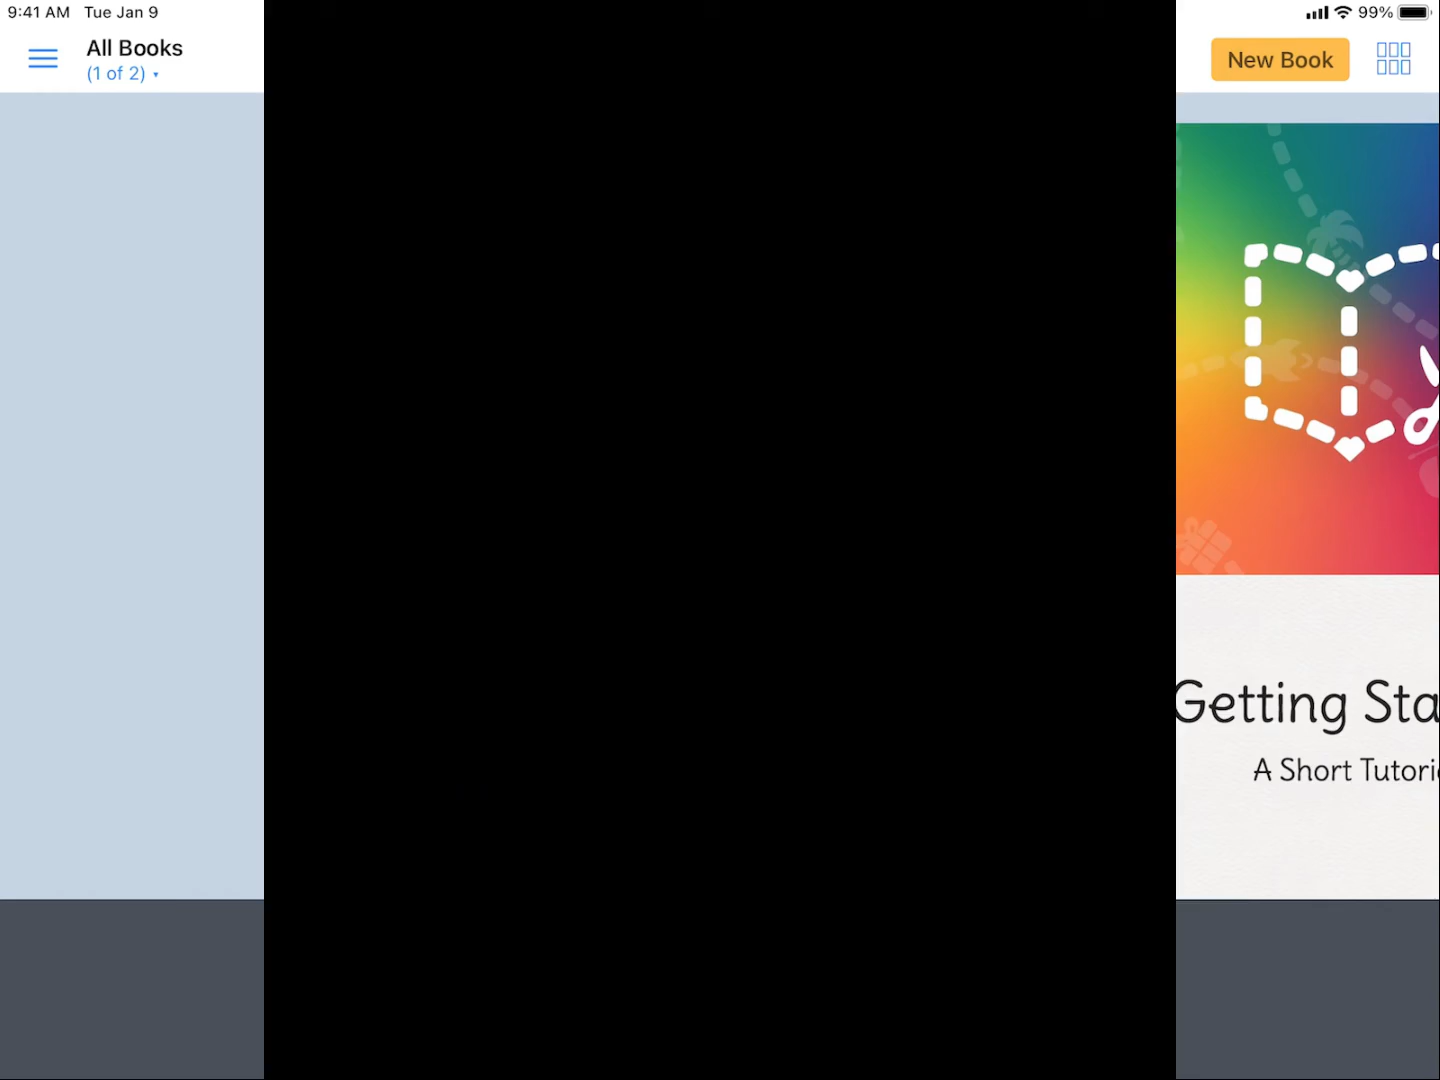 9:41 AM Tue Jan 9
99%
All Books
(1 of 2)
New Book
Getting Sta
A Short Tutori